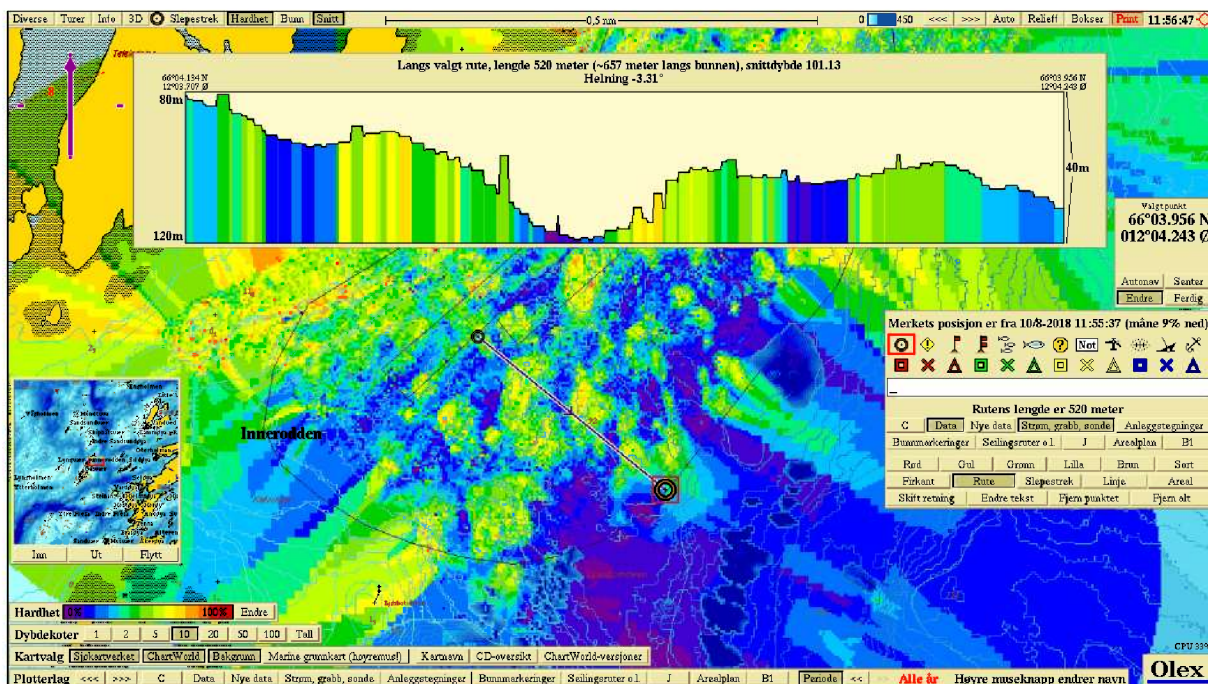 Diverse Turer Info 3D Slepestrek Hardhet Bunn Snitt 0,5 nm 0 450 <<< >>> Auto Relieff Bokser Print 11:56:47
Langs valgt rute, lengde 520 meter (~657 meter langs bunnen), snittdybde 101.13
Helning -3.31°
66°04.134 N 66°03.956 N
12°03.707 Ø 12°04.243 Ø
80m
40m
120m
Valgt punkt
66°03.956 N
012°04.243 Ø
Autonav Senter
Endre Ferdig
Merkets posisjon er fra 10/8-2018 11:55:37 (måne 9% ned)
Not
Rutens lengde er 520 meter
C Data Nye data Strøm, grabb, sonde Anleggstegninger
Bunnmarkeringer Seilingsruter o.l. J Arealplan B1
Rød Gul Grønn Lilla Brun Sort
Firkant Rute Slepestrek Linje Areal
Skift retning Endre tekst Fjern punktet Fjern alt
Innerodden
Inn Ut Flytt
Hardhet 0% 100% Endre
Dybdekoter 1 2 5 10 20 50 100 Tall
Kartvalg Sjøkartverket ChartWorld Bakgrunn Marine grunnkart (høyremus!) Kartnavn CD-oversikt ChartWorld-versjoner
CPU 339
Plotterlag <<< >>> C Data Nye data Strøm, grabb, sonde Anleggstegninger Bunnmarkeringer Seilingsruter o.l. J Arealplan B1 Periode << >> Alle år Høyre museknapp endrer navn Olex